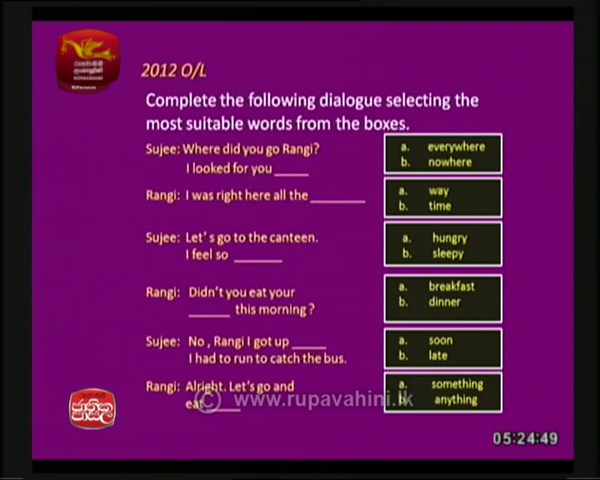 2012 O/L
Complete the following dialogue selecting the
most suitable words from the boxes.
Sujee: Where did you go Rangi?
I looked for you _____
a. everywhere
b. nowhere
Rangi: I was right here all the ________
a. way
b. time
Sujee: Let's go to the canteen.
I feel so _______
a. hungry
b. sleepy
Rangi: Didn't you eat your
______ this morning ?
a. breakfast
b. dinner
Sujee: No , Rangi I got up _____
I had to run to catch the bus.
a. soon
b. late
Rangi: Alright. Let's go and
eat_____
a. something
b. anything
© www.rupavahini.lk
ජාතික
පාසල
05:24:49